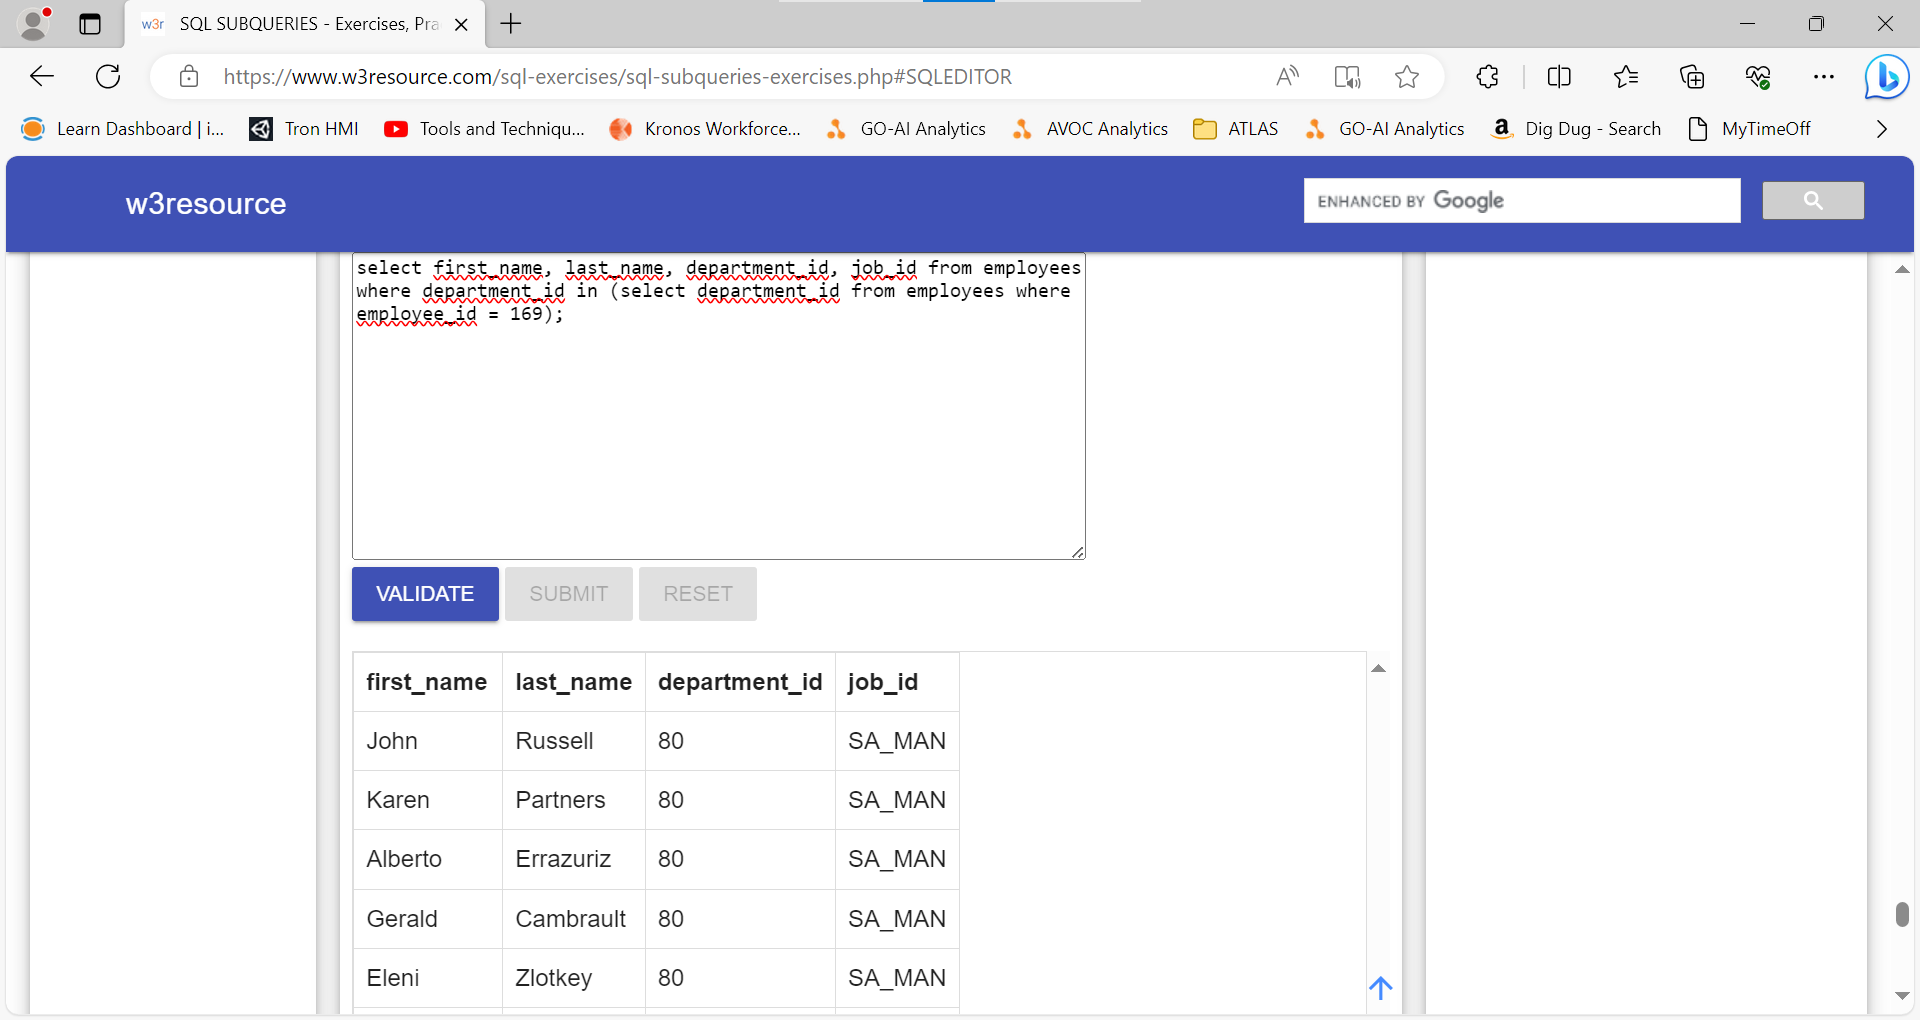 w3r SQL SUBQUERIES - Exercises, Pra
https://www.w3resource.com/sql-exercises/sql-subqueries-exercises.php#SQLEDITOR
Learn Dashboard | i... Tron HMI Tools and Techniqu... Kronos Workforce... GO-AI Analytics AVOC Analytics ATLAS GO-AI Analytics Dig Dug - Search MyTimeOff
w3resource ENHANCED BY Google
select first_name, last_name, department_id, job_id from employees
where department_id in (select department_id from employees where
employee_id = 169);
VALIDATE SUBMIT RESET
first_name last_name department_id job_id
John Russell 80 SA_MAN
Karen Partners 80 SA_MAN
Alberto Errazuriz 80 SA_MAN
Gerald Cambrault 80 SA_MAN
Eleni Zlotkey 80 SA_MAN